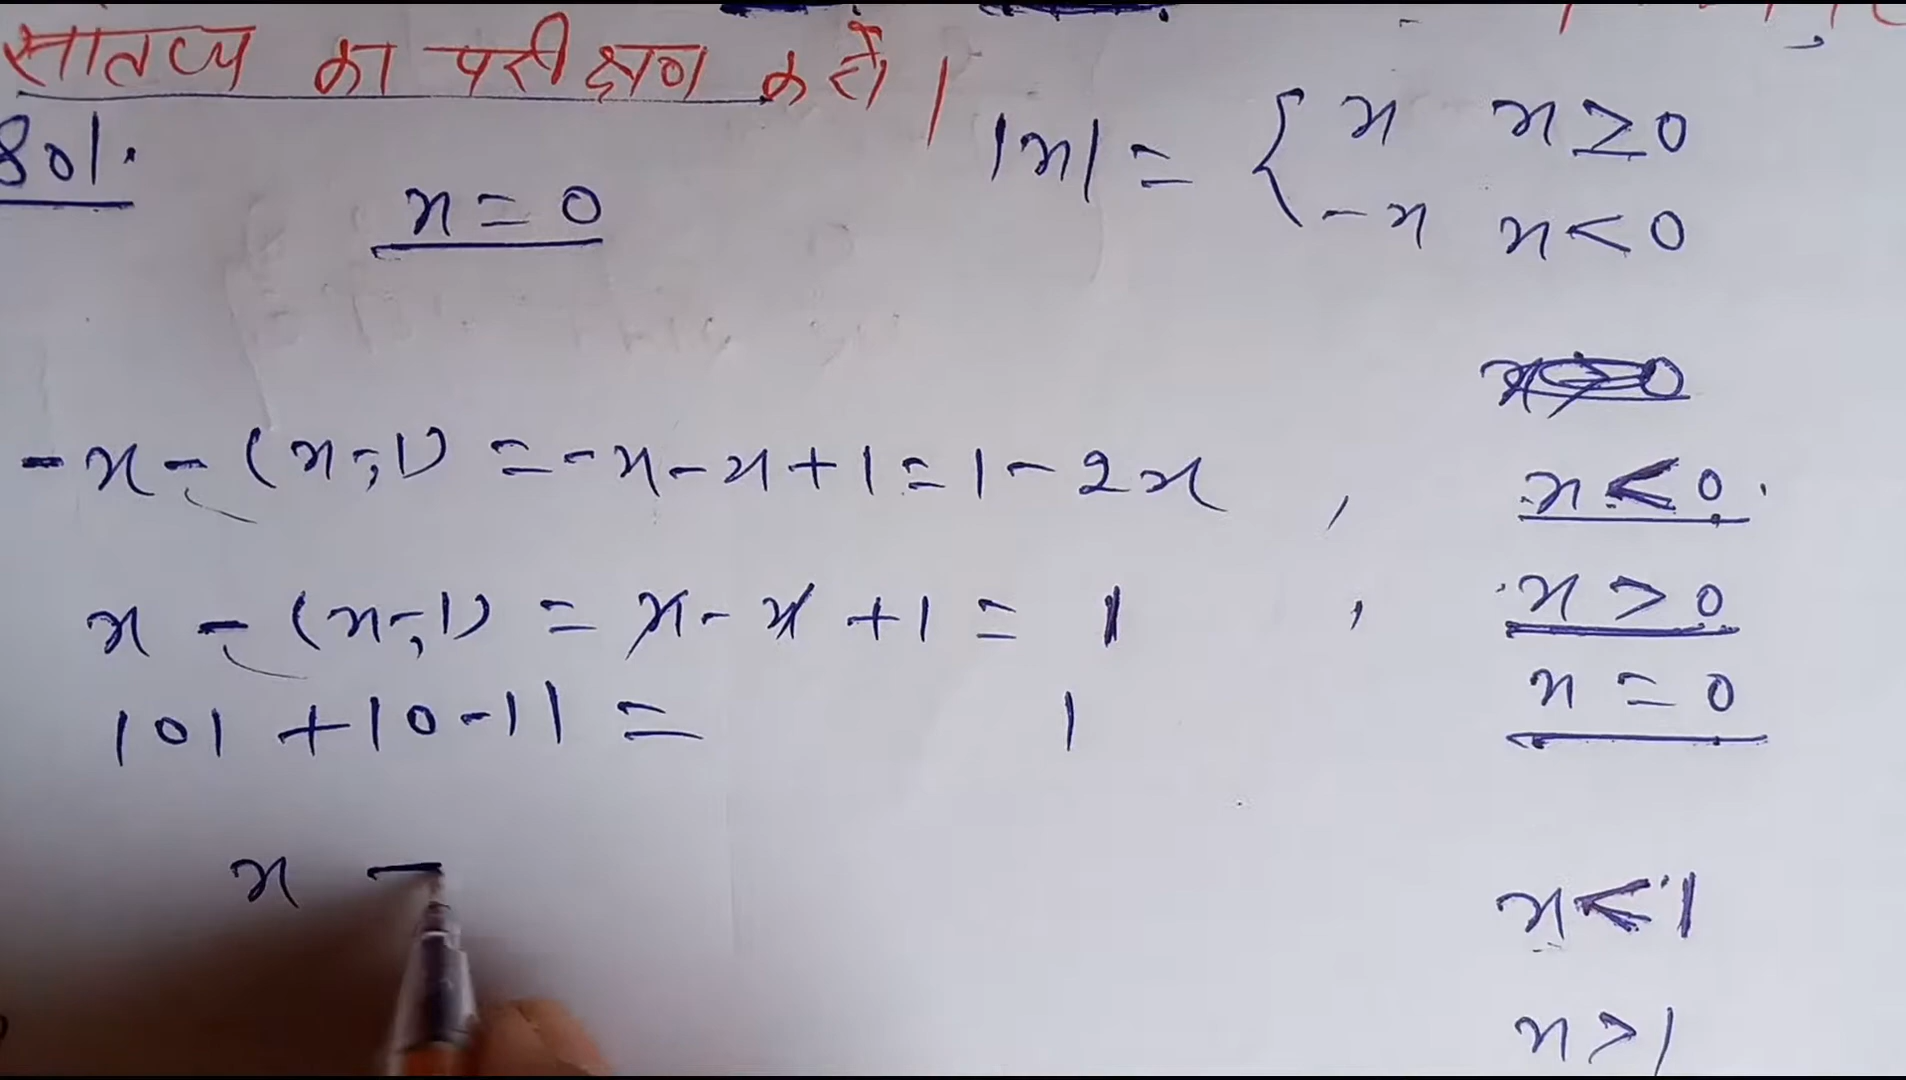 सातत्य का परीक्षण करो।
Sol.
x = 0
|x| = { x x ≥ 0
-x x < 0
-x - (x-1) = -x - x + 1 = 1 - 2x , x < 0
x - (x-1) = x - x + 1 = 1 , x > 0
|0| + |0-1| = 1 x = 0
x - x < 1
x > 1